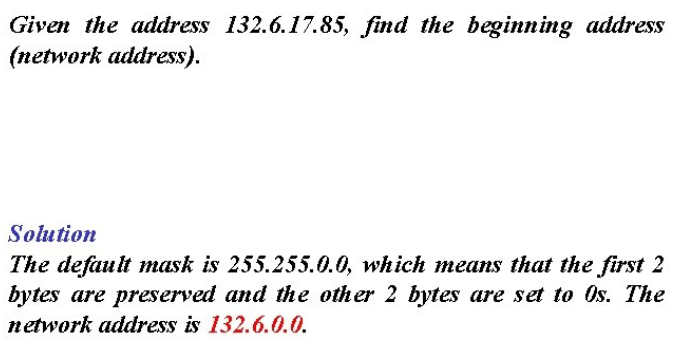 Given the address 132.6.17.85, find the beginning address
(network address).
Solution
The default mask is 255.255.0.0, which means that the first 2
bytes are preserved and the other 2 bytes are set to 0s. The
network address is 132.6.0.0.